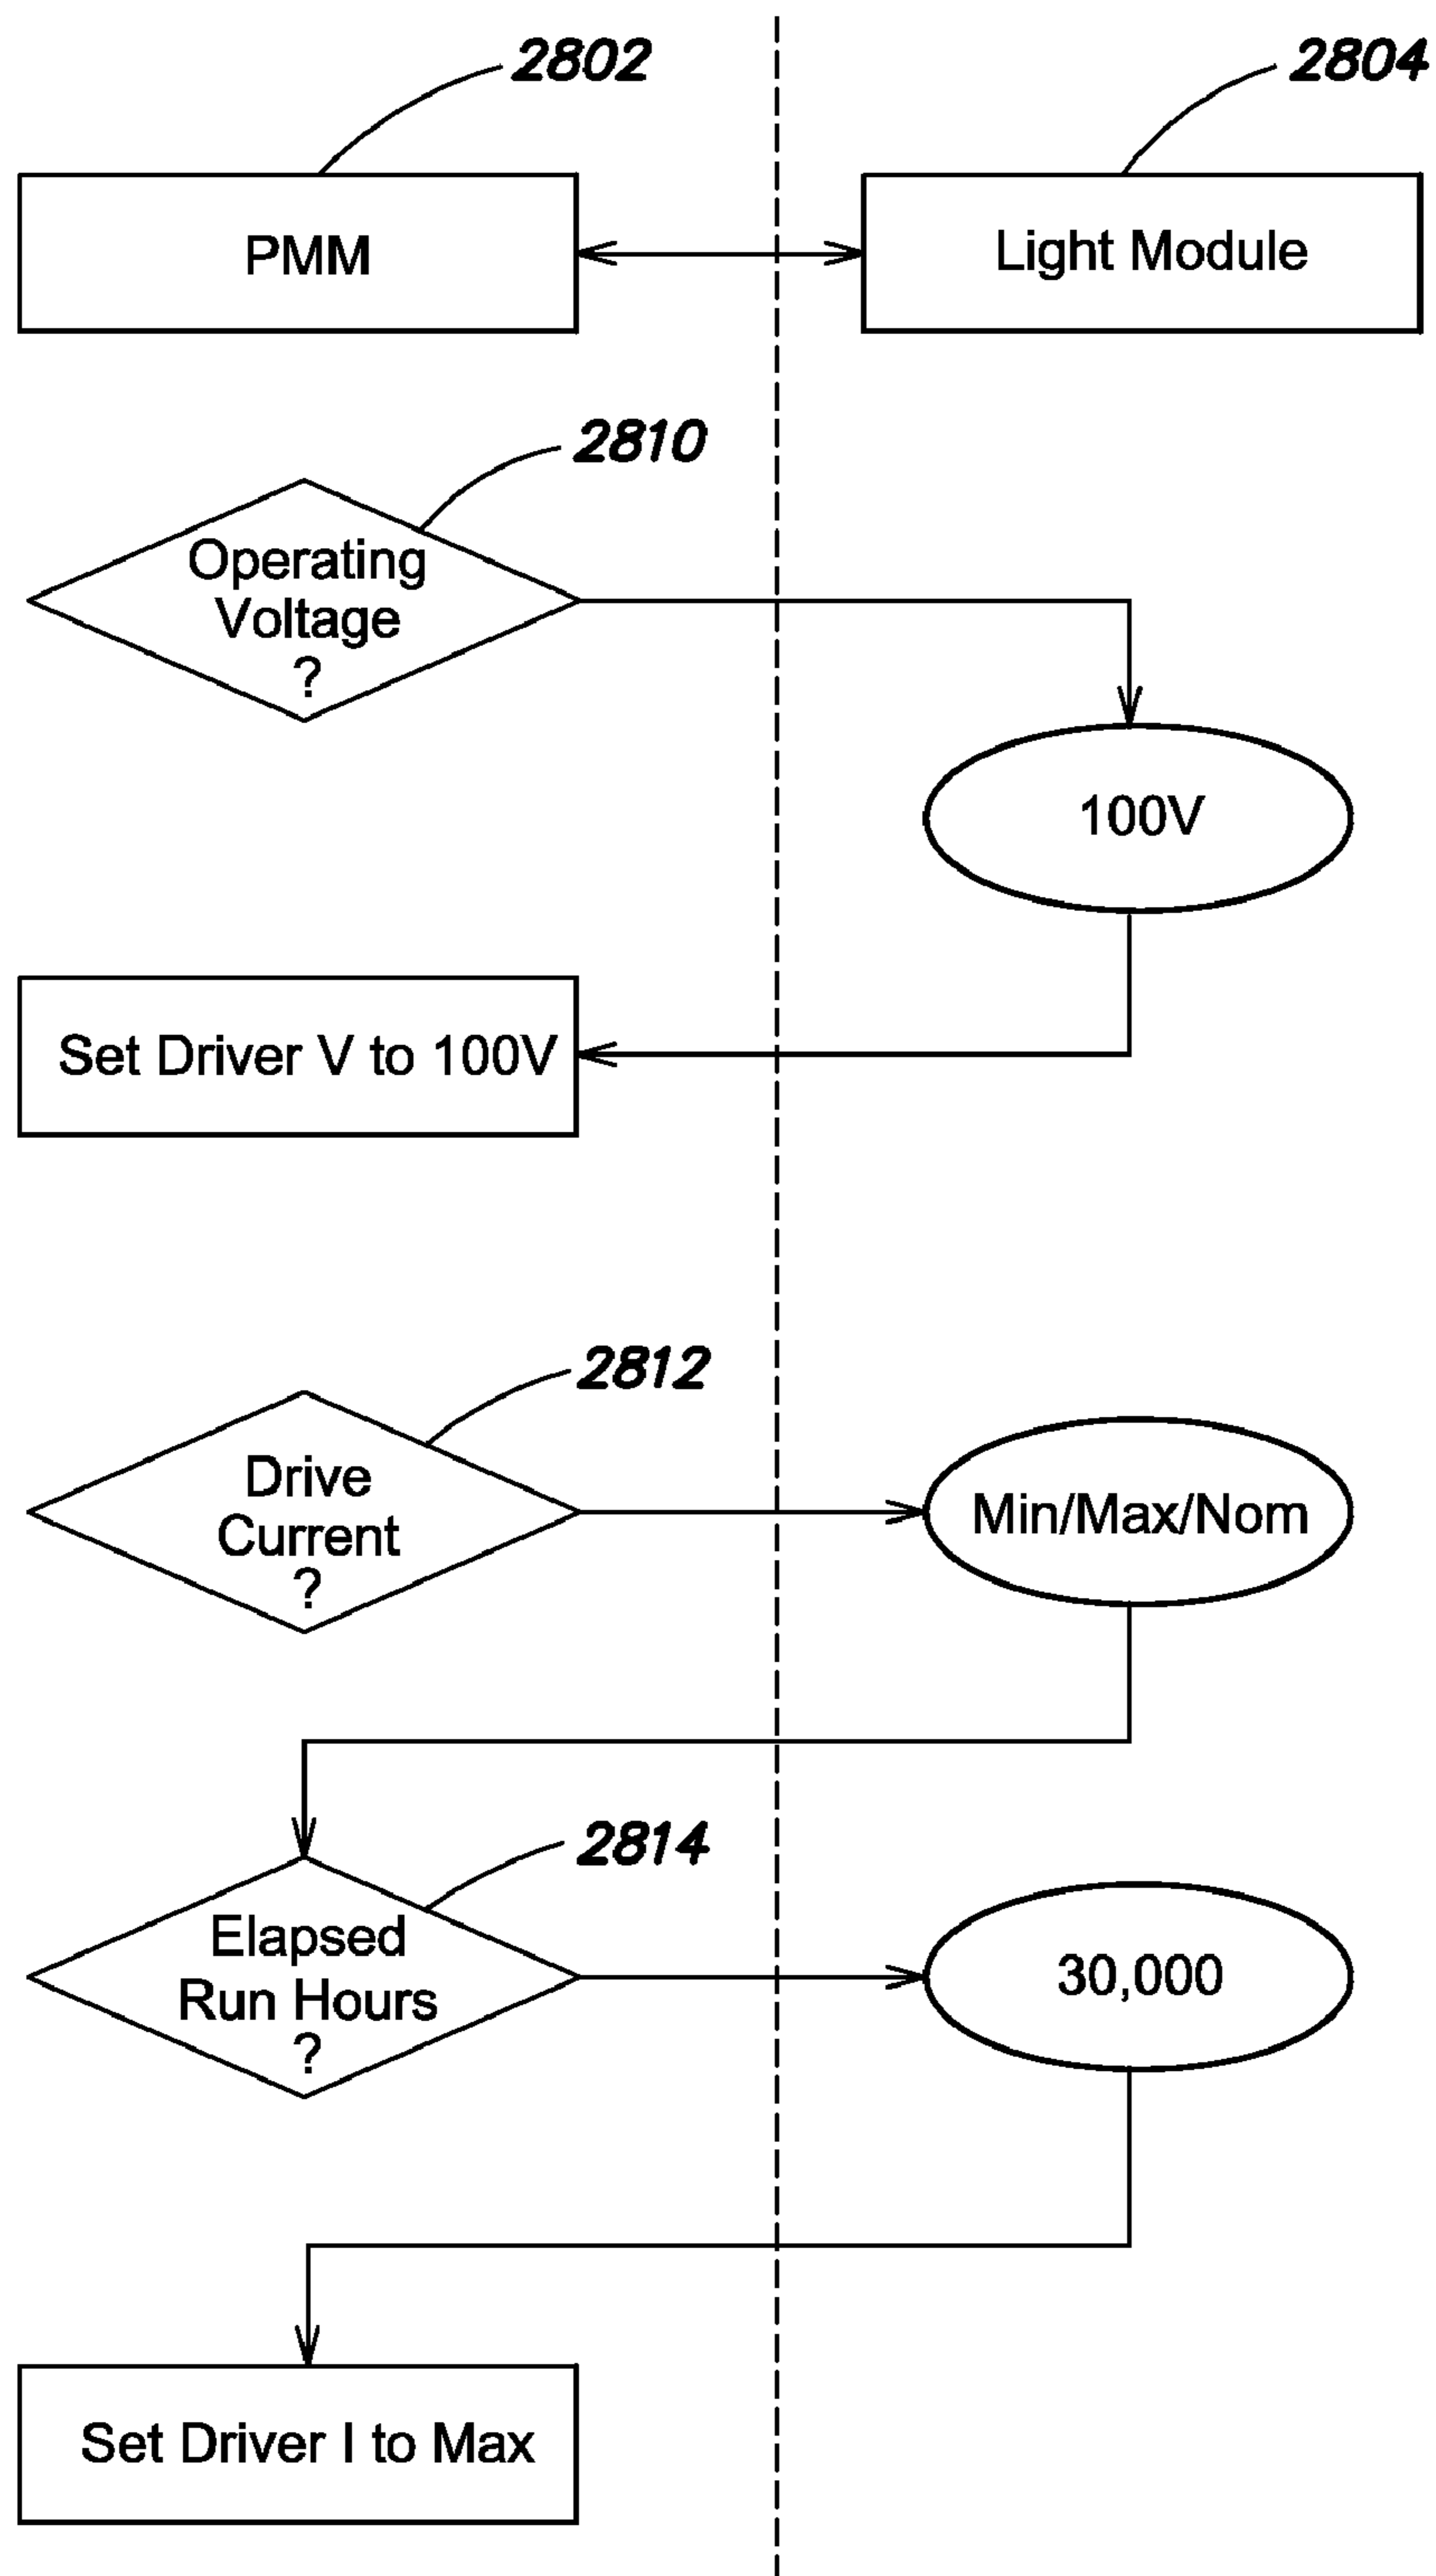 2802
2804
PMM
Light Module
2810
Operating
Voltage
?
100V
Set Driver V to 100V
2812
Drive
Current
?
Min/Max/Nom
2814
Elapsed
Run Hours
?
30,000
Set Driver I to Max